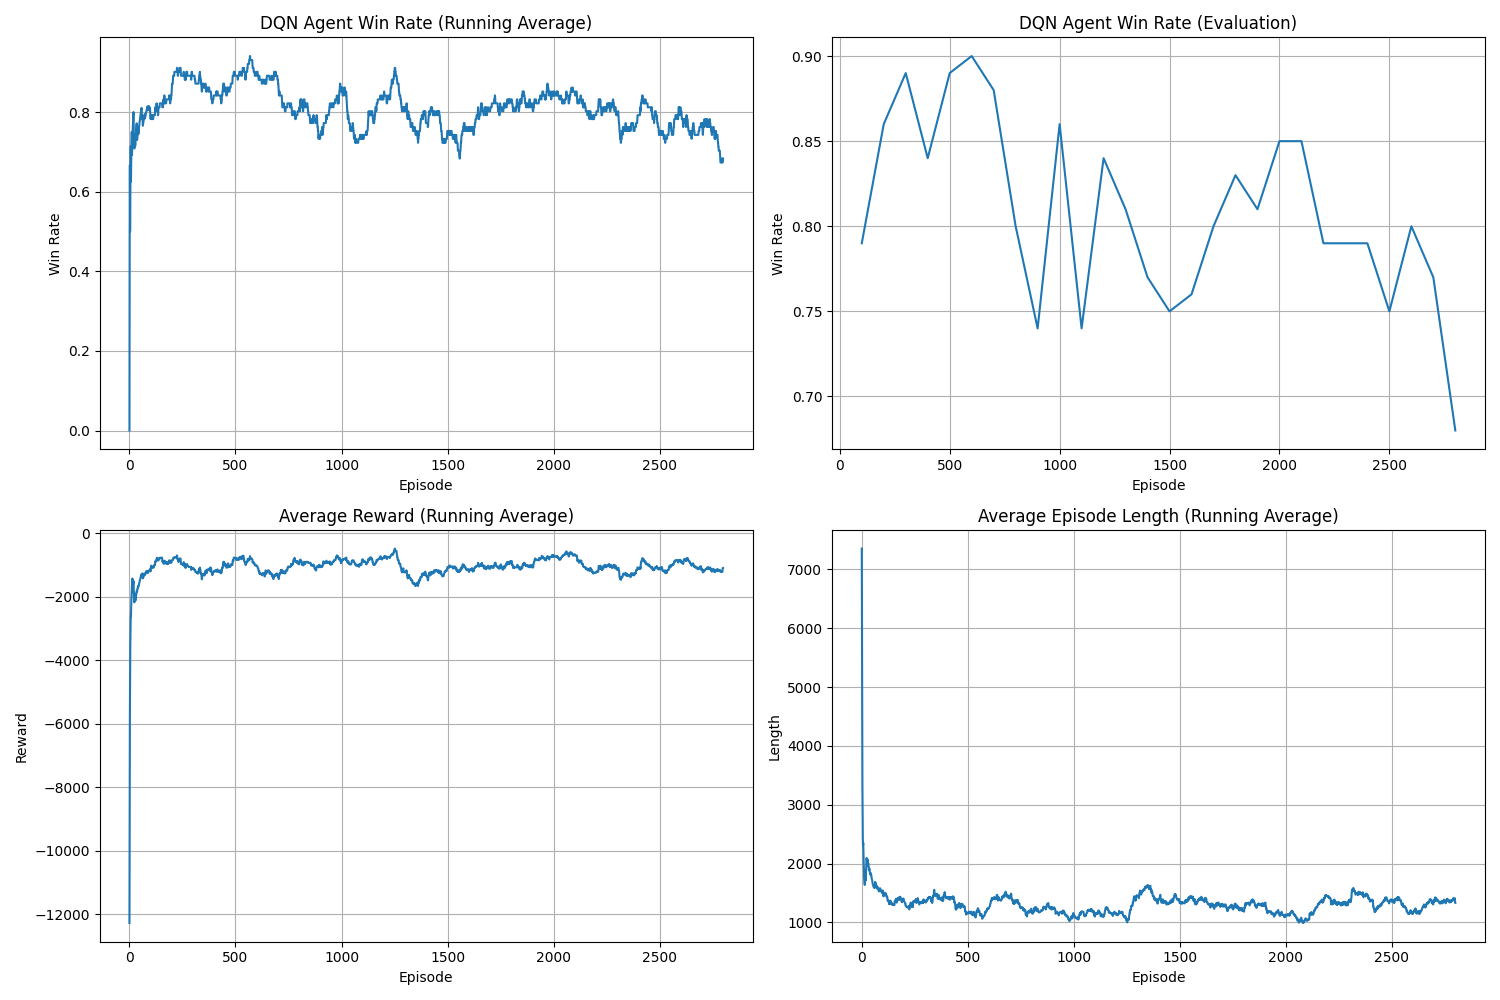 DQN Agent Win Rate (Running Average)
Win Rate
0.8
0.6
0.4
0.2
0.0
0 500 1000 1500 2000 2500
Episode
DQN Agent Win Rate (Evaluation)
Win Rate
0.90
0.85
0.80
0.75
0.70
0 500 1000 1500 2000 2500
Episode
Average Reward (Running Average)
Reward
0
−2000
−4000
−6000
−8000
−10000
−12000
0 500 1000 1500 2000 2500
Episode
Average Episode Length (Running Average)
Length
7000
6000
5000
4000
3000
2000
1000
0 500 1000 1500 2000 2500
Episode